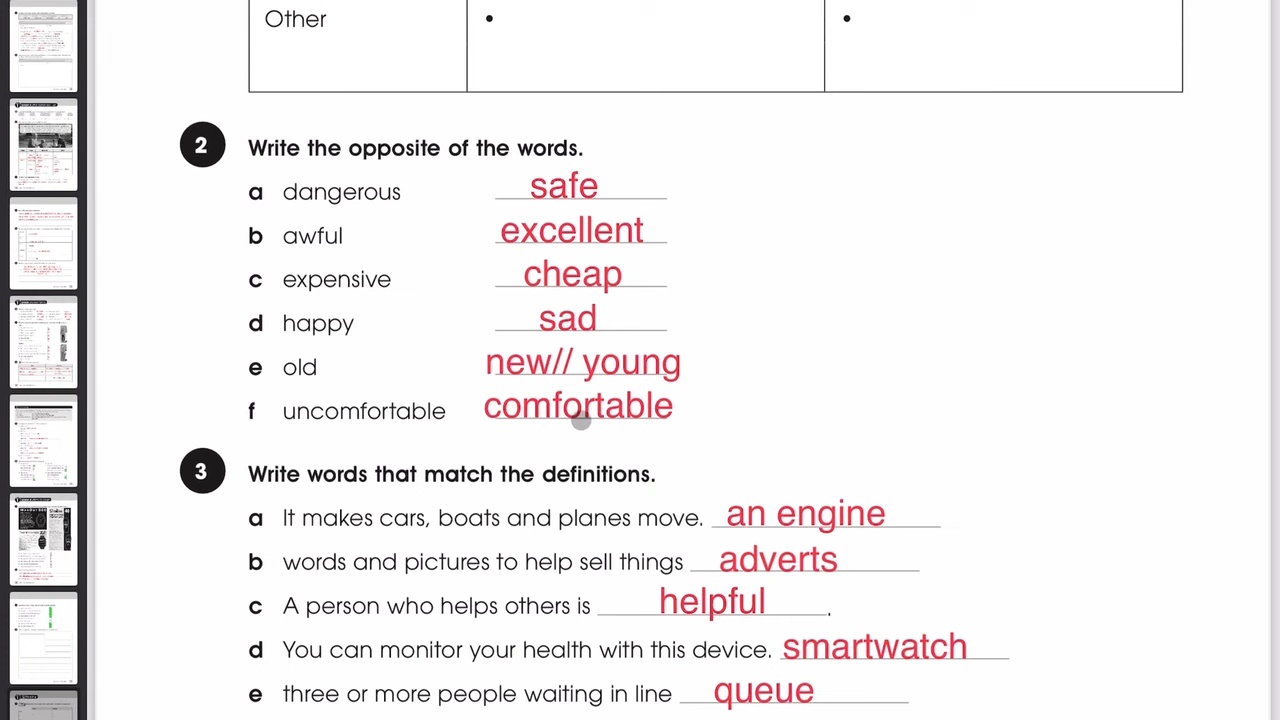 Other • •
2 Write the opposite of the words.
a dangerous safe
b awful excellent
c expensive cheap
d happy sad
e old new// young
f uncomfortable comfortable
3 Write words that match the definitions.
a It makes cars, boats and planes move. an engine
b words and pictures to help sell things adverts
c A person who helps others is helpful .
d You can monitor your health with this device. smartwatch
e three or more people waiting in line queue